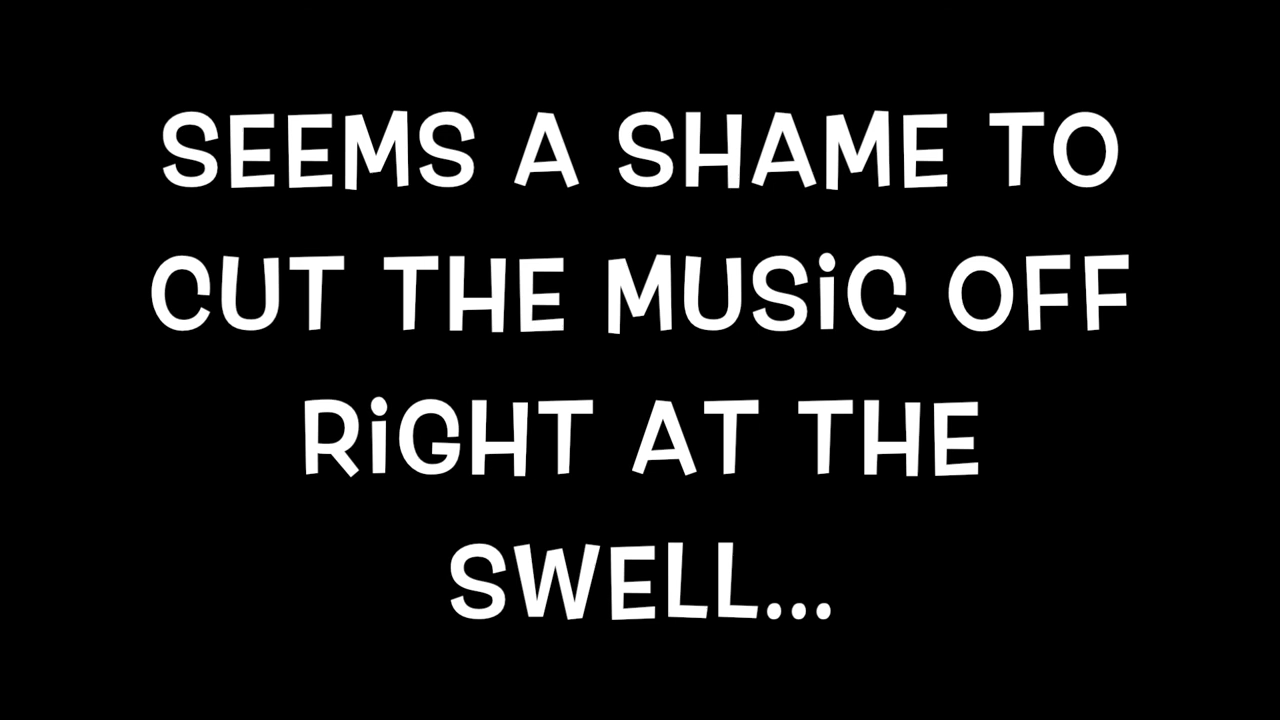 SEEMS A SHAME TO
CUT THE MUSiC OFF
RiGHT AT THE
SWELL...